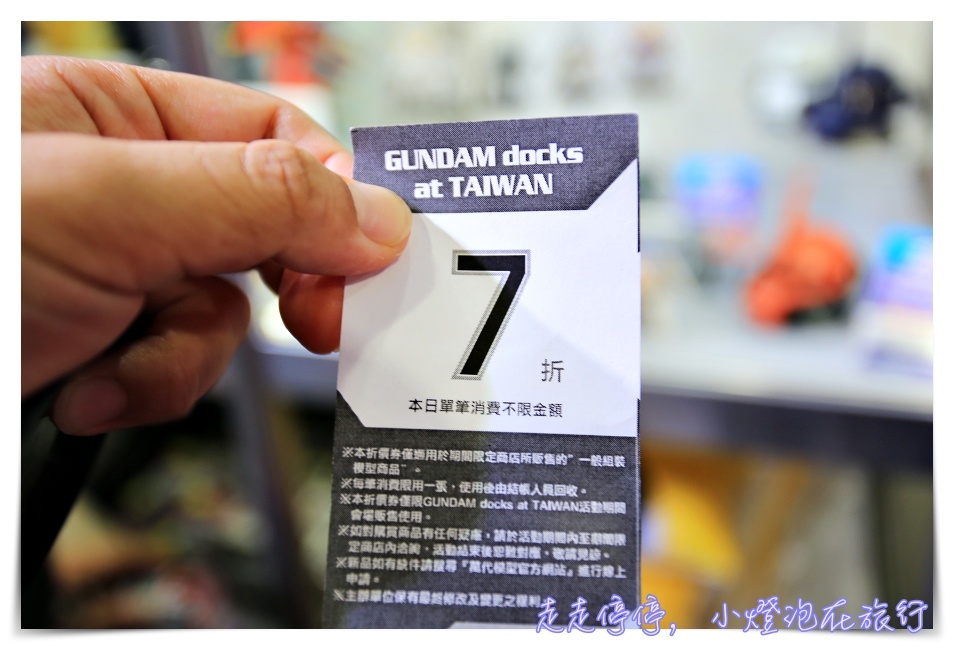 GUNDAM docks
at TAIWAN
7
折
本日單筆消費不限金額
※本折價券僅適用於期間限定商店所販售的"一般組裝
模型商品"。
※每筆消費限用一張,使用後由結帳人員回收。
※本折價券僅限GUNDAM docks at TAIWAN活動期間
會場販售使用。
※如對購買商品有任何疑慮,請於活動期間內至期間限
定商店內洽詢,活動結束後恕難對應,敬請見諒。
※新品如有缺件請搜尋『萬代模型官方網站』進行線上
申請。
※主辦單位保有最終修改及變更之權利。
走走停停, 小燈泡在旅行